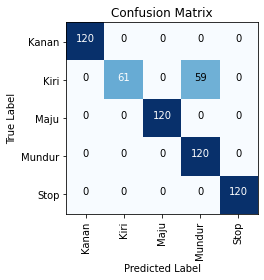 Confusion Matrix
True Label
Kanan 120 0 0 0 0
Kiri 0 61 0 59 0
Maju 0 0 120 0 0
Mundur 0 0 0 120 0
Stop 0 0 0 0 120
Kanan Kiri Maju Mundur Stop
Predicted Label